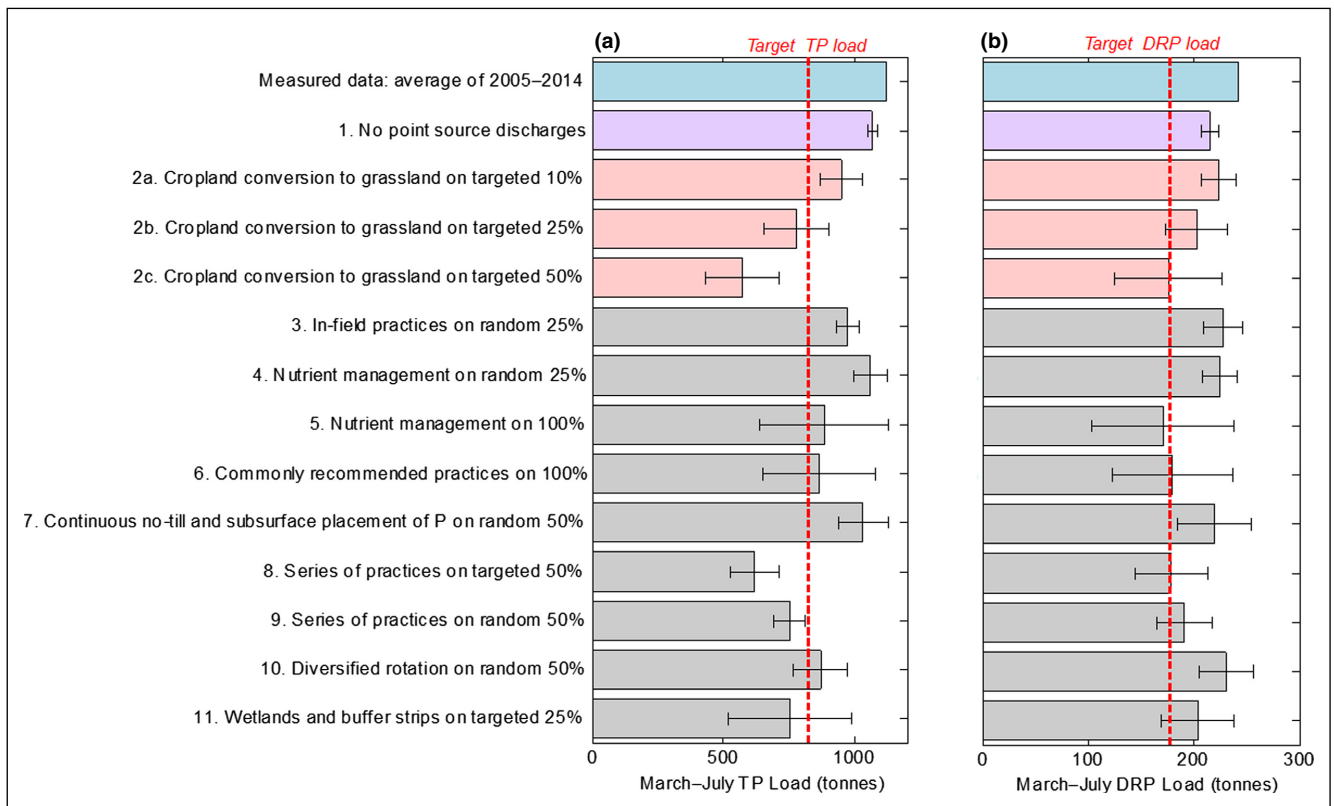 (a)
Target TP load
(b)
Target DRP load
Measured data: average of 2005–2014
1. No point source discharges
2a. Cropland conversion to grassland on targeted 10%
2b. Cropland conversion to grassland on targeted 25%
2c. Cropland conversion to grassland on targeted 50%
3. In-field practices on random 25%
4. Nutrient management on random 25%
5. Nutrient management on 100%
6. Commonly recommended practices on 100%
7. Continuous no-till and subsurface placement of P on random 50%
8. Series of practices on targeted 50%
9. Series of practices on random 50%
10. Diversified rotation on random 50%
11. Wetlands and buffer strips on targeted 25%
0 500 1000
0 100 200 300
March–July TP Load (tonnes)
March–July DRP Load (tonnes)